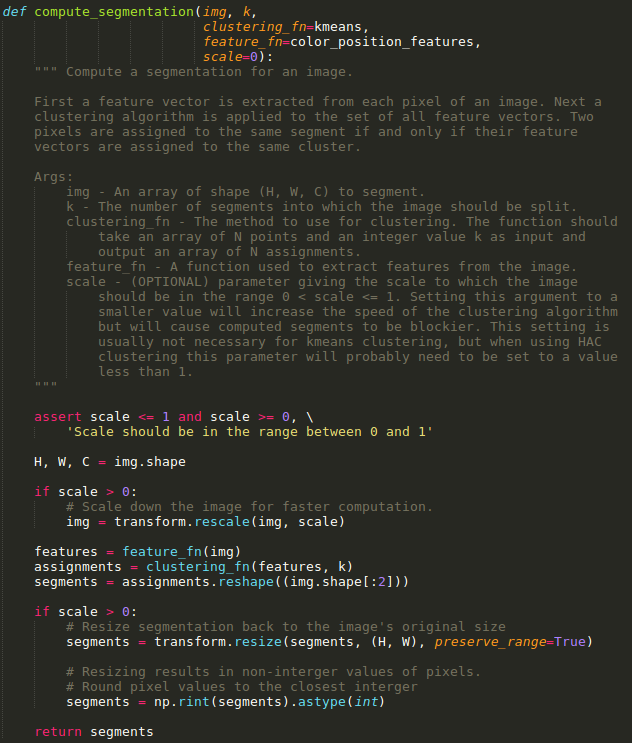 def compute_segmentation(img, k,
                         clustering_fn=kmeans,
                         feature_fn=color_position_features,
                         scale=0):
    """ Compute a segmentation for an image.

    First a feature vector is extracted from each pixel of an image. Next a
    clustering algorithm is applied to the set of all feature vectors. Two
    pixels are assigned to the same segment if and only if their feature
    vectors are assigned to the same cluster.

    Args:
        img - An array of shape (H, W, C) to segment.
        k - The number of segments into which the image should be split.
        clustering_fn - The method to use for clustering. The function should
            take an array of N points and an integer value k as input and
            output an array of N assignments.
        feature_fn - A function used to extract features from the image.
        scale - (OPTIONAL) parameter giving the scale to which the image
            should be in the range 0 < scale <= 1. Setting this argument to a
            smaller value will increase the speed of the clustering algorithm
            but will cause computed segments to be blockier. This setting is
            usually not necessary for kmeans clustering, but when using HAC
            clustering this parameter will probably need to be set to a value
            less than 1.
    """

    assert scale <= 1 and scale >= 0, \
        'Scale should be in the range between 0 and 1'

    H, W, C = img.shape

    if scale > 0:
        # Scale down the image for faster computation.
        img = transform.rescale(img, scale)

    features = feature_fn(img)
    assignments = clustering_fn(features, k)
    segments = assignments.reshape((img.shape[:2]))

    if scale > 0:
        # Resize segmentation back to the image's original size
        segments = transform.resize(segments, (H, W), preserve_range=True)

        # Resizing results in non-interger values of pixels.
        # Round pixel values to the closest interger
        segments = np.rint(segments).astype(int)

    return segments